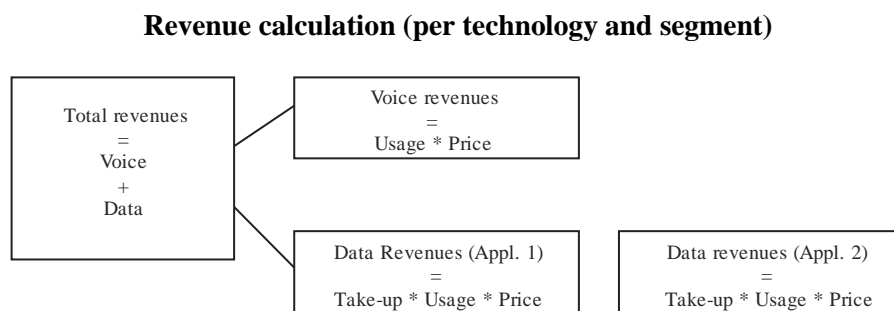 Revenue calculation (per technology and segment)
Total revenues
=
Voice
+
Data
Voice revenues
=
Usage * Price
Data Revenues (Appl. 1)
=
Take-up * Usage * Price
Data revenues (Appl. 2)
=
Take-up * Usage * Price